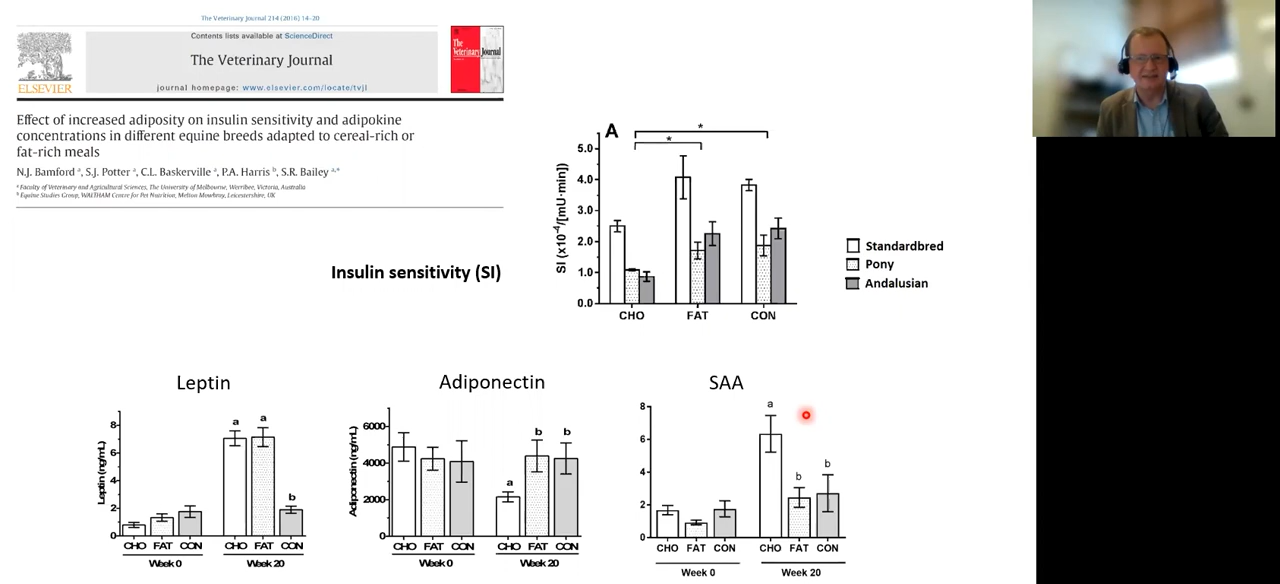 The Veterinary Journal 214 (2016) 14–20
Contents lists available at ScienceDirect
The Veterinary Journal
journal homepage: www.elsevier.com/locate/tvjl
ELSEVIER
The
Veterinary Journal
Effect of increased adiposity on insulin sensitivity and adipokine
concentrations in different equine breeds adapted to cereal-rich or
fat-rich meals
N.J. Bamford a, S.J. Potter a, C.L. Baskerville a, P.A. Harris b, S.R. Bailey a,*
a Faculty of Veterinary and Agricultural Sciences, The University of Melbourne, Werribee, Victoria, Australia
b Equine Studies Group, WALTHAM Centre for Pet Nutrition, Melton Mowbray, Leicestershire, UK
Insulin sensitivity (SI)
A
*
*
SI (x10-4/[mU·min])
5.0
4.0
3.0
2.0
1.0
0.0
CHO FAT CON
Standardbred
Pony
Andalusian
Leptin
Leptin (ng/mL)
8
6
4
2
0
a a b
CHO FAT CON CHO FAT CON
Week 0 Week 20
Adiponectin
Adiponectin (ng/mL)
6000
4000
2000
0
a b b
CHO FAT CON CHO FAT CON
Week 0 Week 20
SAA
8
6
4
2
0
a b b
CHO FAT CON CHO FAT CON
Week 0 Week 20